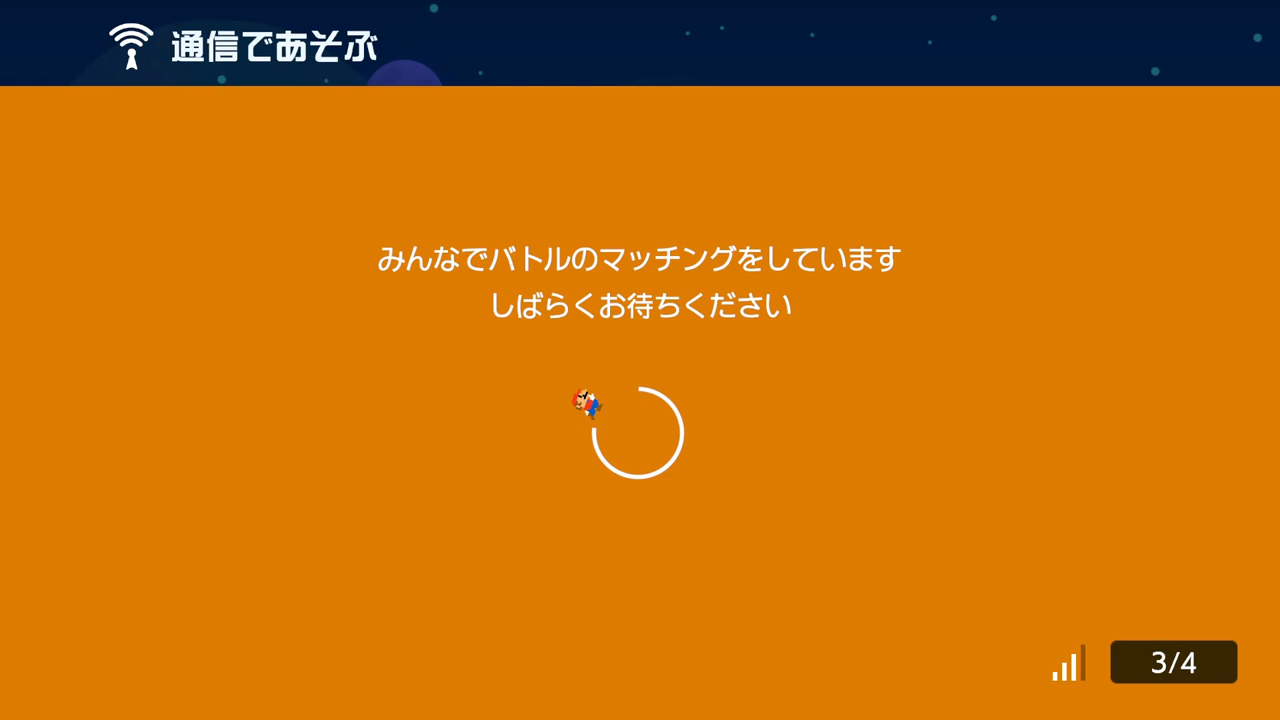 通信であそぶ
みんなでバトルのマッチングをしています
しばらくお待ちください
3/4